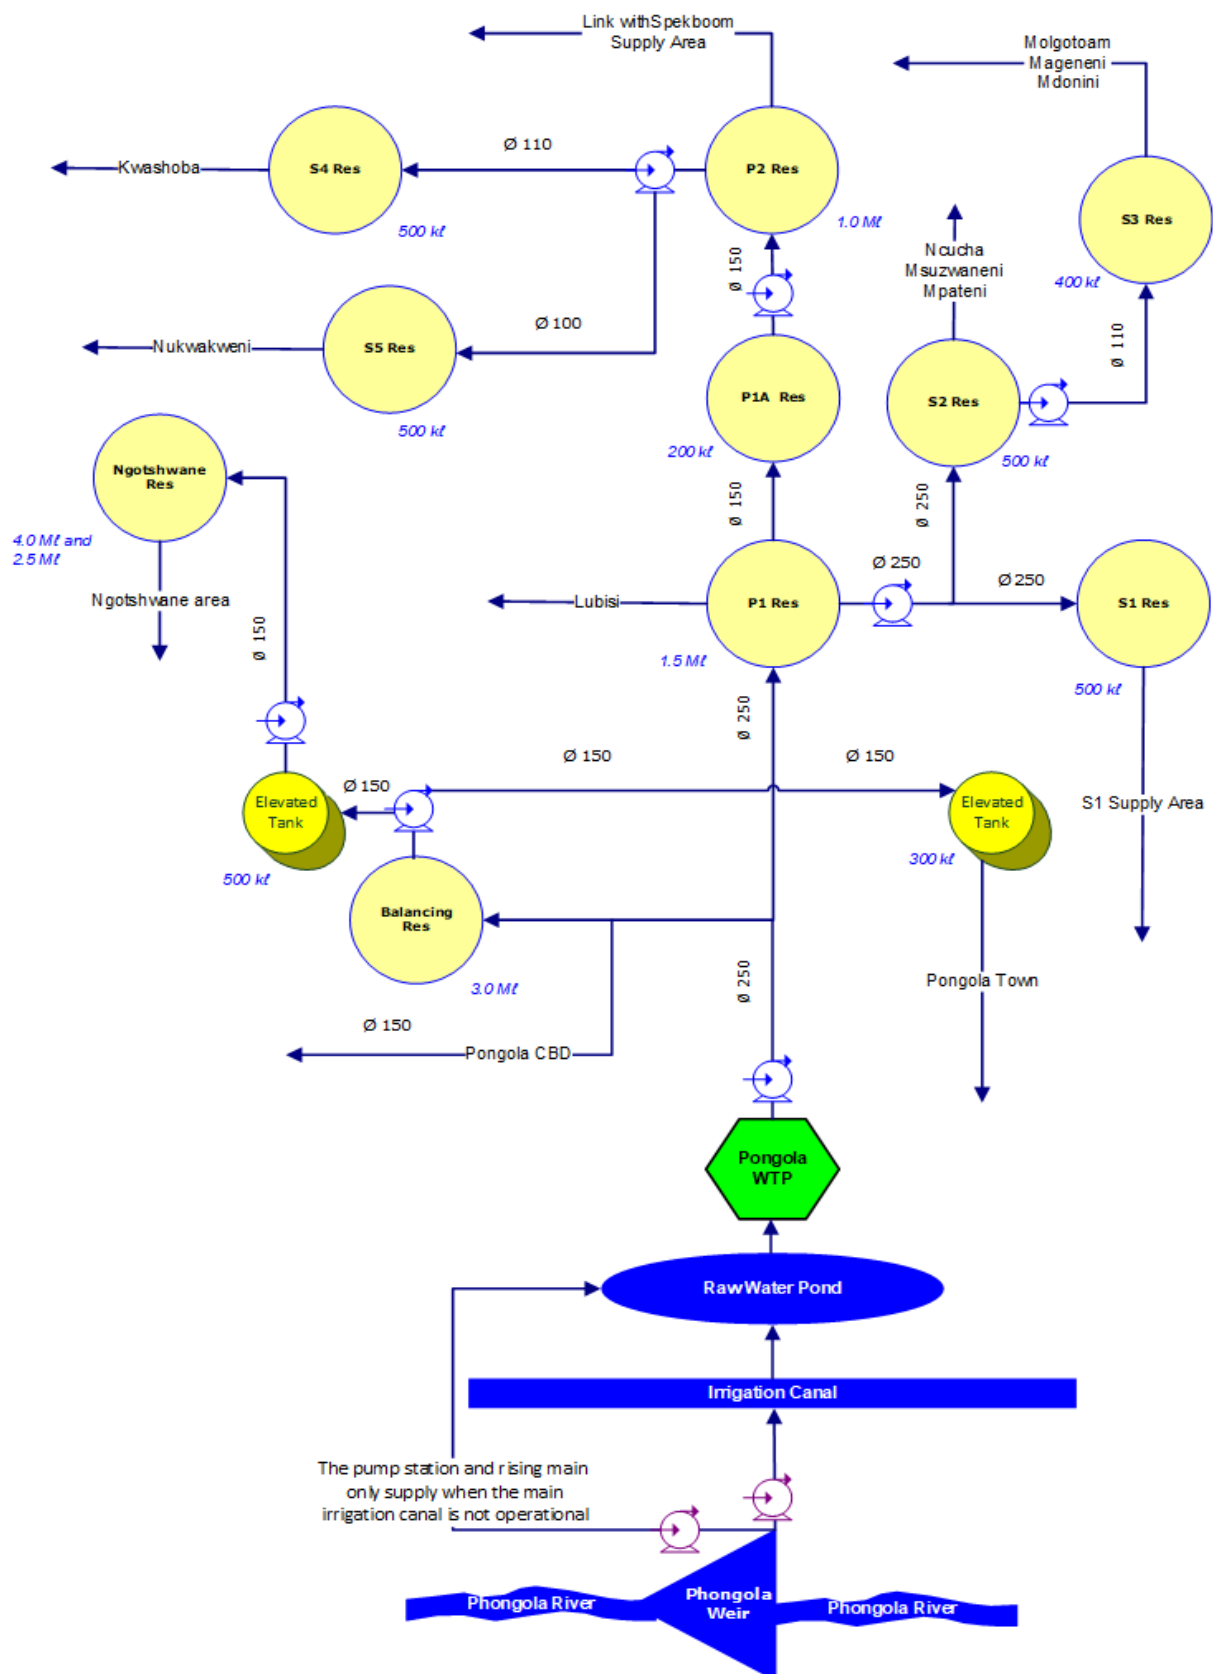 Link withSpekboom
Supply Area
Molgotoam
Mageneni
Mdonini
Ø 110
Kwashoba
S4 Res
P2 Res
500 kℓ
1.0 Mℓ
S3 Res
Ncucha
Msuzwaneni
Mpateni
400 kℓ
Ø 150
Ø 100
Ø 110
Nukwakweni
S5 Res
P1A Res
S2 Res
500 kℓ
200 kℓ
500 kℓ
Ngotshwane
Res
Ø 150
Ø 250
4.0 Mℓ and
2.5 Mℓ
Ø 250
Ø 250
Ngotshwane area
Lubisi
P1 Res
S1 Res
Ø 150
1.5 Mℓ
500 kℓ
Ø 250
Ø 150
Ø 150
Ø 150
Elevated
Tank
Elevated
Tank
S1 Supply Area
500 kℓ
300 kℓ
Balancing
Res
3.0 Mℓ
Ø 250
Pongola Town
Ø 150
Pongola CBD
Pongola
WTP
RawWater Pond
Irrigation Canal
The pump station and rising main
only supply when the main
irrigation canal is not operational
Phongola River
Phongola
Weir
Phongola River